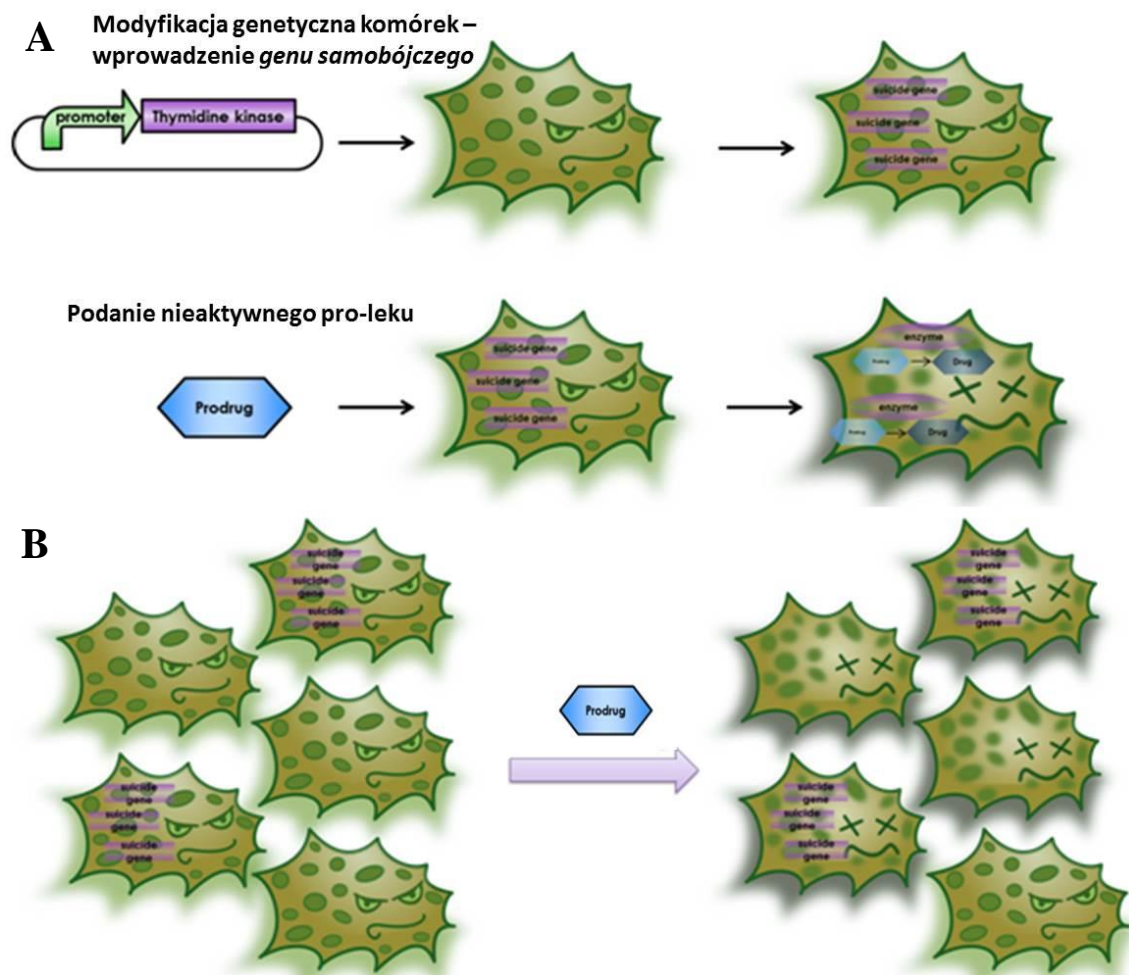 A
Modyfikacja genetyczna komórek –
wprowadzenie genu samobójczego
promoter
Thymidine kinase
suicide gene
suicide gene
suicide gene
Podanie nieaktywnego pro-leku
Prodrug
suicide gene
suicide gene
suicide gene
enzyme
Prodrug
Drug
enzyme
Prodrug
Drug
B
suicide
gene
suicide
gene
suicide
gene
suicide
gene
suicide
gene
suicide
gene
Prodrug
suicide
gene
suicide
gene
suicide
gene
suicide
gene
suicide
gene
suicide
gene